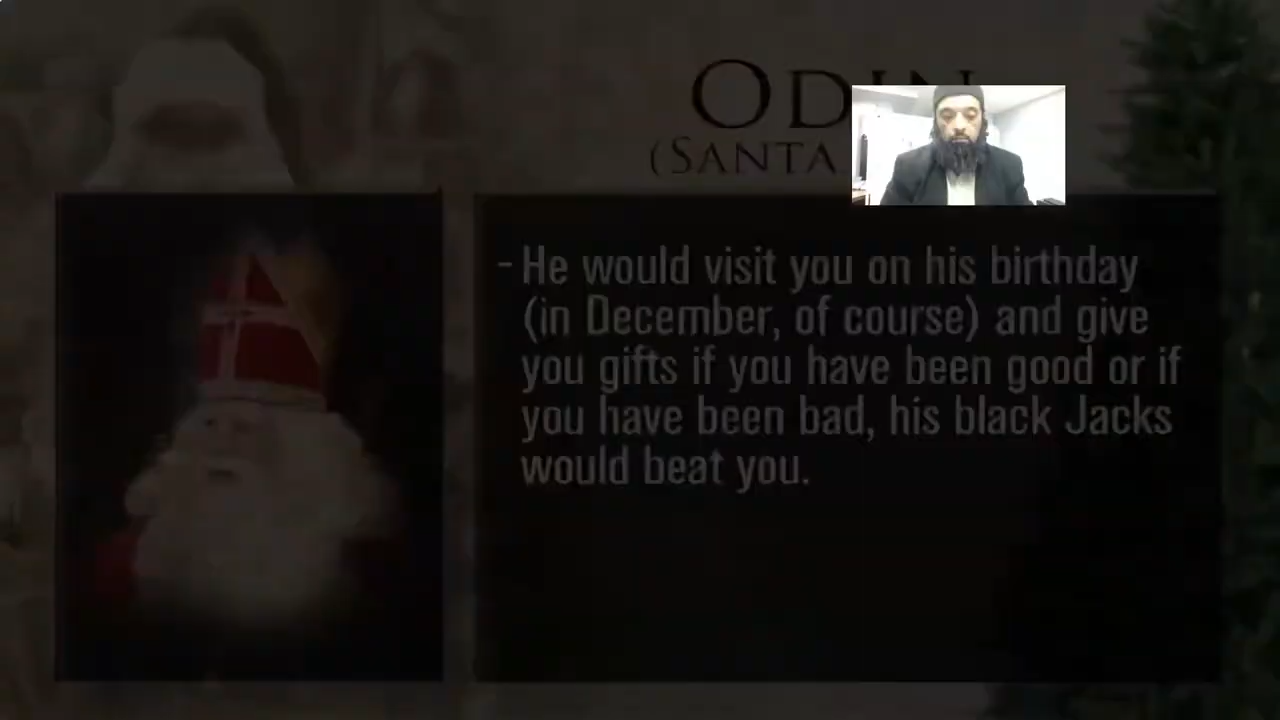 ODIN
(SANTA
- He would visit you on his birthday
(in December, of course) and give
you gifts if you have been good or if
you have been bad, his black Jacks
would beat you.